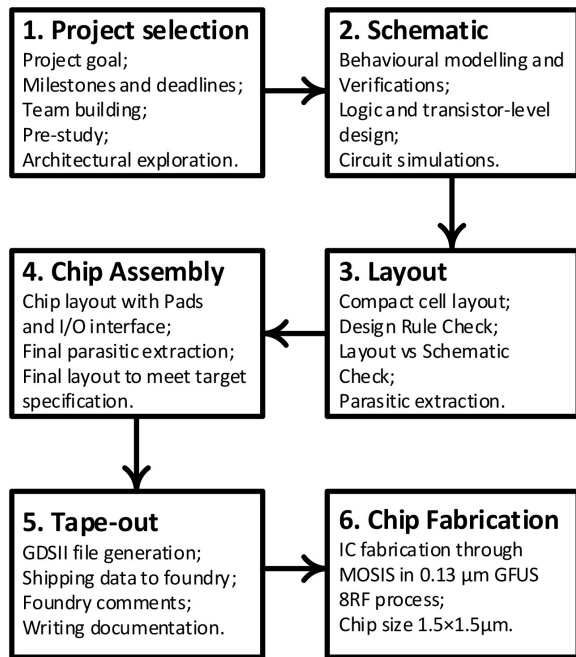 1. Project selection
Project goal;
Milestones and deadlines;
Team building;
Pre-study;
Architectural exploration.
2. Schematic
Behavioural modelling and
Verifications;
Logic and transistor-level
design;
Circuit simulations.
3. Layout
Compact cell layout;
Design Rule Check;
Layout vs Schematic
Check;
Parasitic extraction.
4. Chip Assembly
Chip layout with Pads
and I/O interface;
Final parasitic extraction;
Final layout to meet target
specification.
5. Tape-out
GDSII file generation;
Shipping data to foundry;
Foundry comments;
Writing documentation.
6. Chip Fabrication
IC fabrication through
MOSIS in 0.13 μm GFUS
8RF process;
Chip size 1.5×1.5μm.